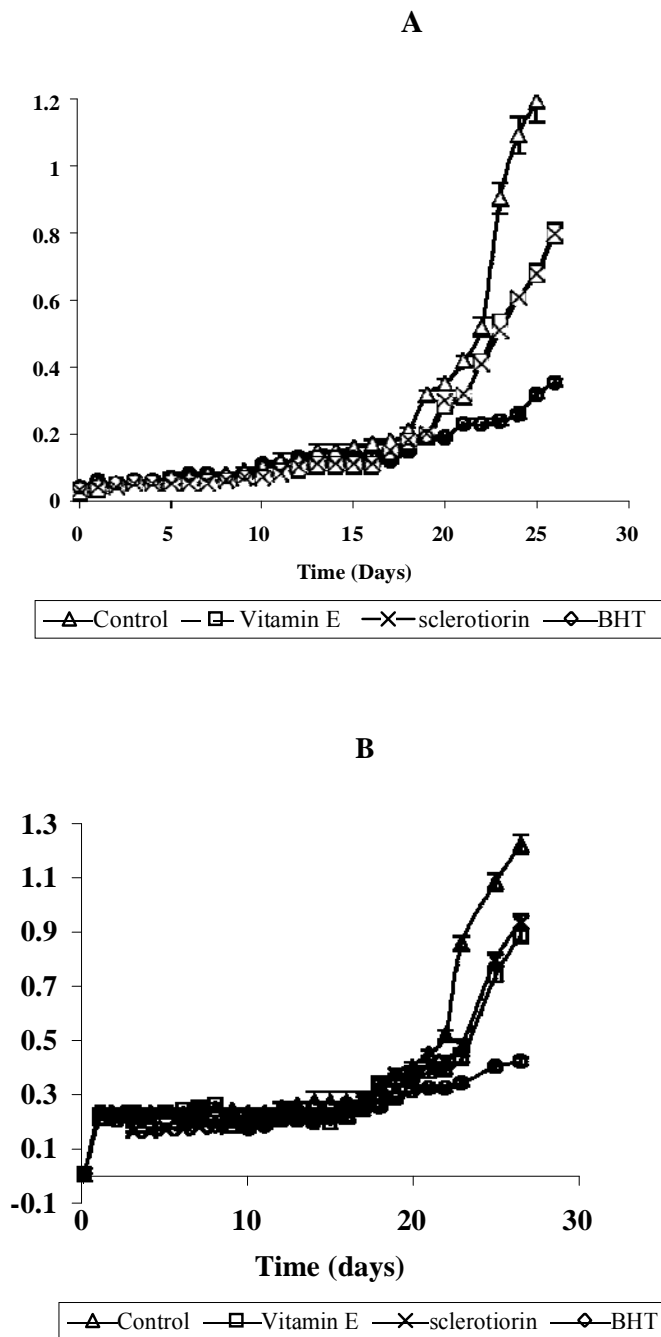 A
1.2
1
0.8
0.6
0.4
0.2
0
0 5 10 15 20 25 30
Time (Days)
Control Vitamin E sclerotiorin BHT
B
1.3
1.1
0.9
0.7
0.5
0.3
0.1
-0.1
0 10 20 30
Time (days)
Control Vitamin E sclerotiorin BHT